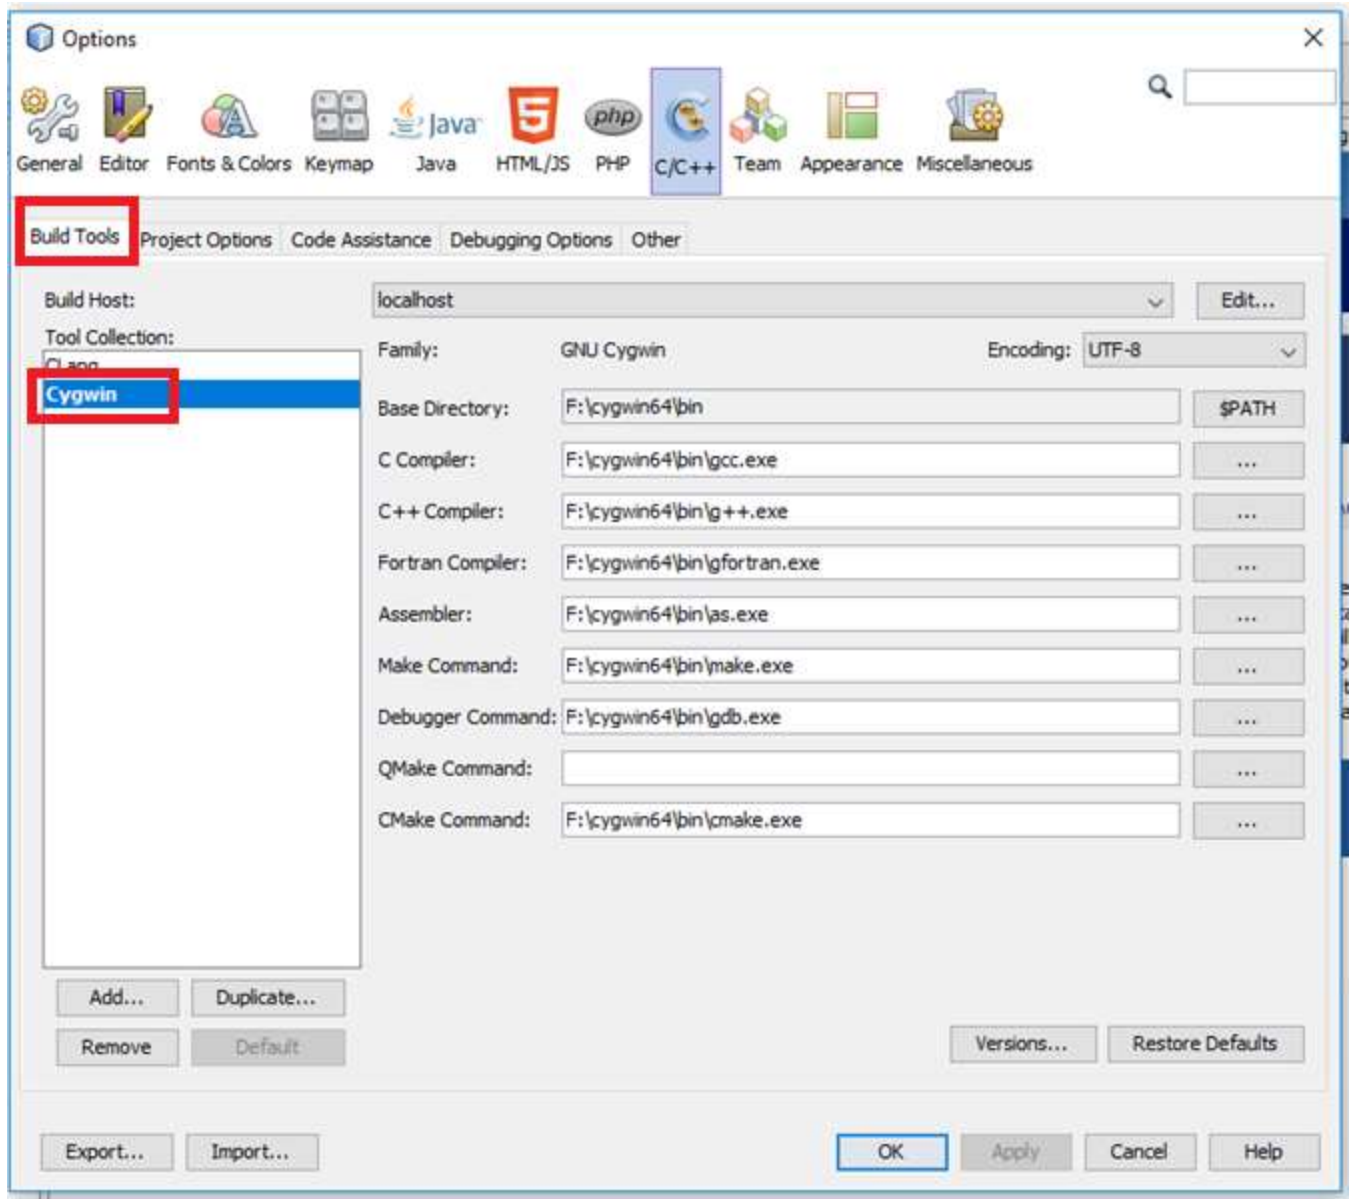 Options
Java
5
php
General Editor Fonts & Colors Keymap Java HTML/JS PHP C/C++ Team Appearance Miscellaneous
Build Tools Project Options Code Assistance Debugging Options Other
Build Host: localhost Edit...
Tool Collection:
CLang
Cygwin
Family: GNU Cygwin Encoding: UTF-8
Base Directory: F:\cygwin64\bin $PATH
C Compiler: F:\cygwin64\bin\gcc.exe ...
C++ Compiler: F:\cygwin64\bin\g++.exe ...
Fortran Compiler: F:\cygwin64\bin\gfortran.exe ...
Assembler: F:\cygwin64\bin\as.exe ...
Make Command: F:\cygwin64\bin\make.exe ...
Debugger Command: F:\cygwin64\bin\gdb.exe ...
QMake Command: ...
CMake Command: F:\cygwin64\bin\cmake.exe ...
Add... Duplicate...
Remove Default
Versions... Restore Defaults
Export... Import... OK Apply Cancel Help